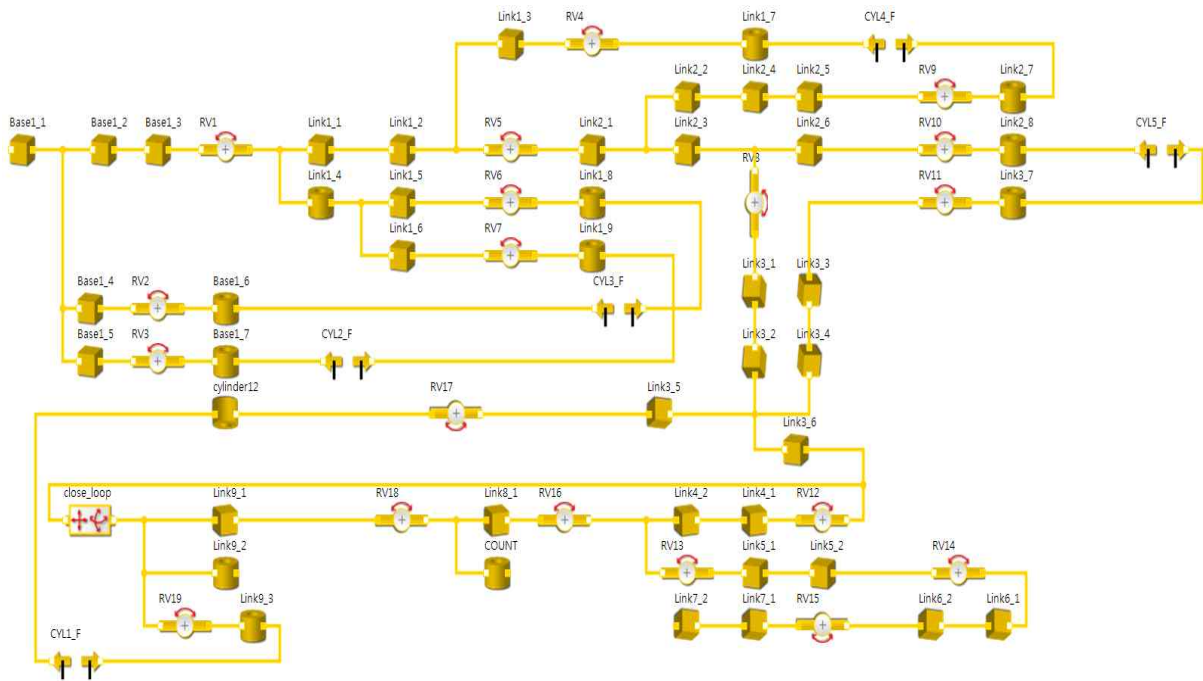 Link1_3
RV4
Link1_7
CYL4_F
Link2_2
Link2_4
Link2_5
RV9
Link2_7
Base1_1
Base1_2
Base1_3
RV1
Link1_1
Link1_2
RV5
Link2_1
Link2_3
Link2_6
RV10
Link2_8
CYL5_F
RV8
Link1_4
Link1_5
RV6
Link1_8
RV11
Link3_7
Link1_6
RV7
Link1_9
Link3_1
Link3_3
Base1_4
RV2
Base1_6
CYL3_F
Base1_5
RV3
Base1_7
CYL2_F
Link3_2
Link3_4
cylinder12
RV17
Link3_5
Link3_6
close_loop
Link9_1
RV18
Link8_1
RV16
Link4_2
Link4_1
RV12
Link9_2
COUNT
RV13
Link5_1
Link5_2
RV14
RV19
Link9_3
Link7_2
Link7_1
RV15
Link6_2
Link6_1
CYL1_F